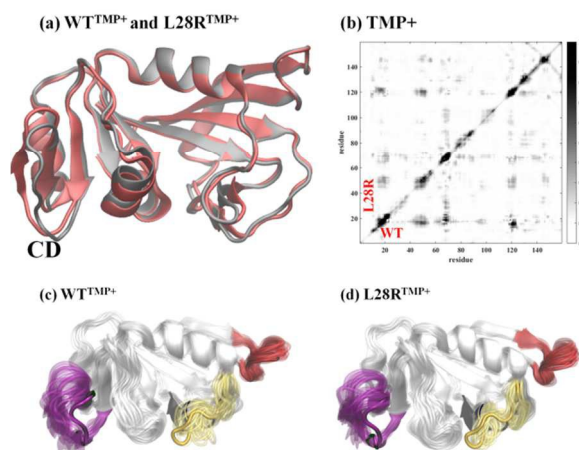 (a) WTᵀᴹᴾ⁺ and L28Rᵀᴹᴾ⁺
CD
(b) TMP+
140
120
100
80
60
40
20
residue
L28R
WT
20 40 60 80 100 120 140
residue
(c) WTᵀᴹᴾ⁺
(d) L28Rᵀᴹᴾ⁺